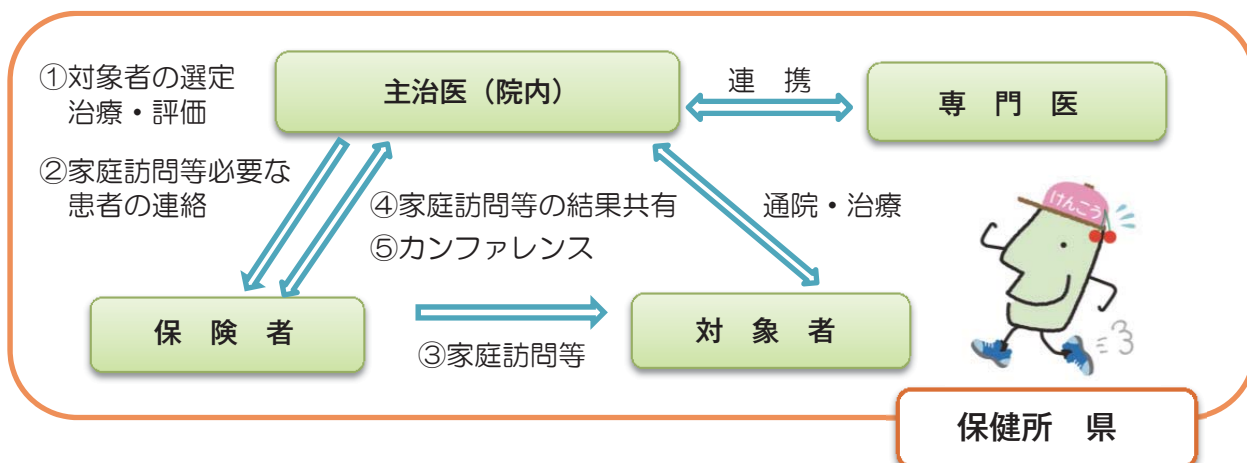 ①対象者の選定
治療・評価
主治医（院内）
連　携
専　門　医
②家庭訪問等必要な
患者の連絡
④家庭訪問等の結果共有
⑤カンファレンス
通院・治療
けんこう
保　険　者
③家庭訪問等
対　象　者
保健所　県